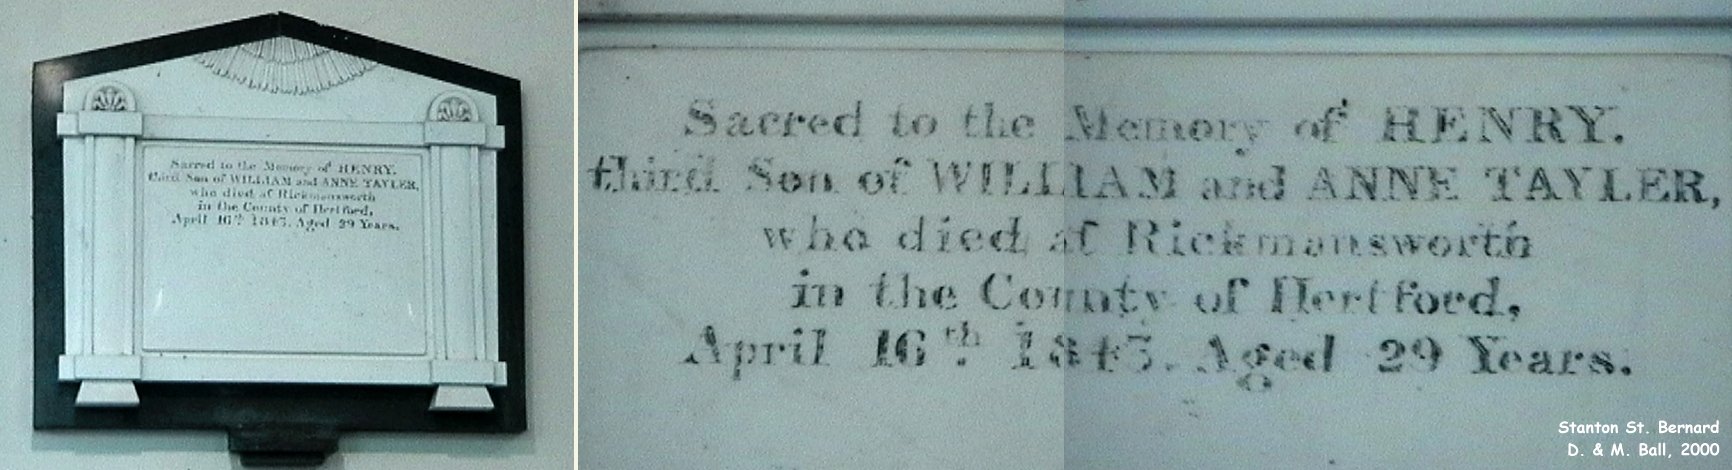 Sacred to the Memory of HENRY.
third Son of WILLIAM and ANNE TAYLER,
who died at Rickmansworth
in the County of Hertford,
April 16th 1843. Aged 29 Years.
Sacred to the Memory of HENRY.
third Son of WILLIAM and ANNE TAYLER,
who died at Rickmansworth
in the County of Hertford,
April 16th 1843. Aged 29 Years.
Stanton St. Bernard
D. & M. Ball, 2000